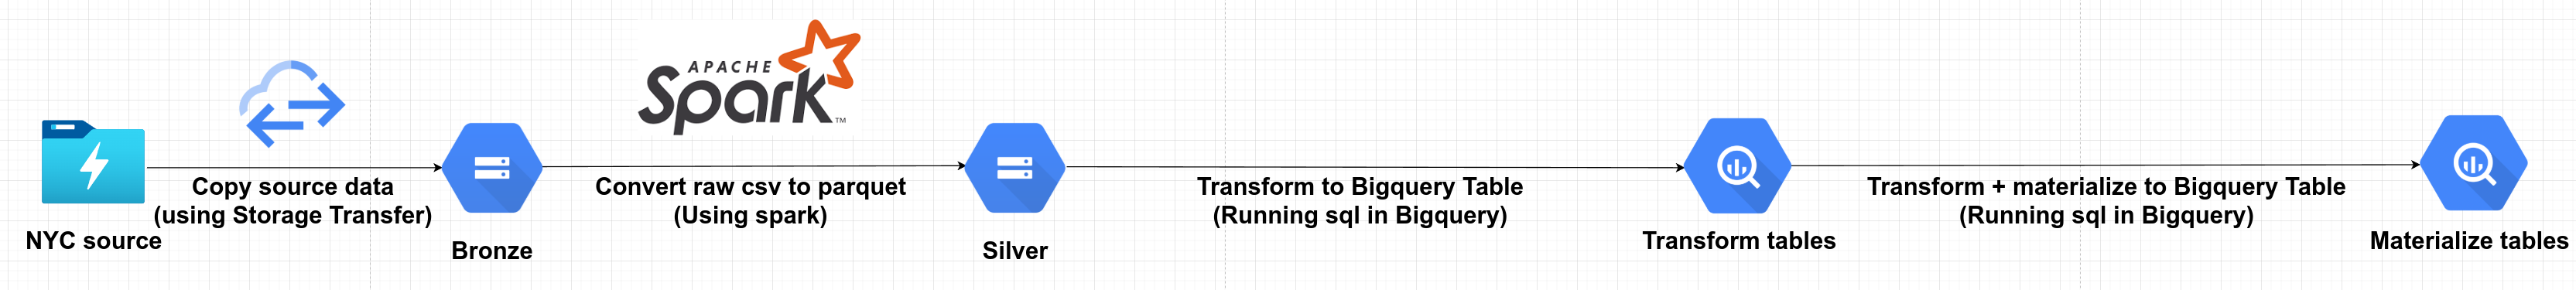 APACHE
Spark™
Copy source data
(using Storage Transfer)
NYC source
Bronze
Convert raw csv to parquet
(Using spark)
Silver
Transform to Bigquery Table
(Running sql in Bigquery)
Transform tables
Transform + materialize to Bigquery Table
(Running sql in Bigquery)
Materialize tables